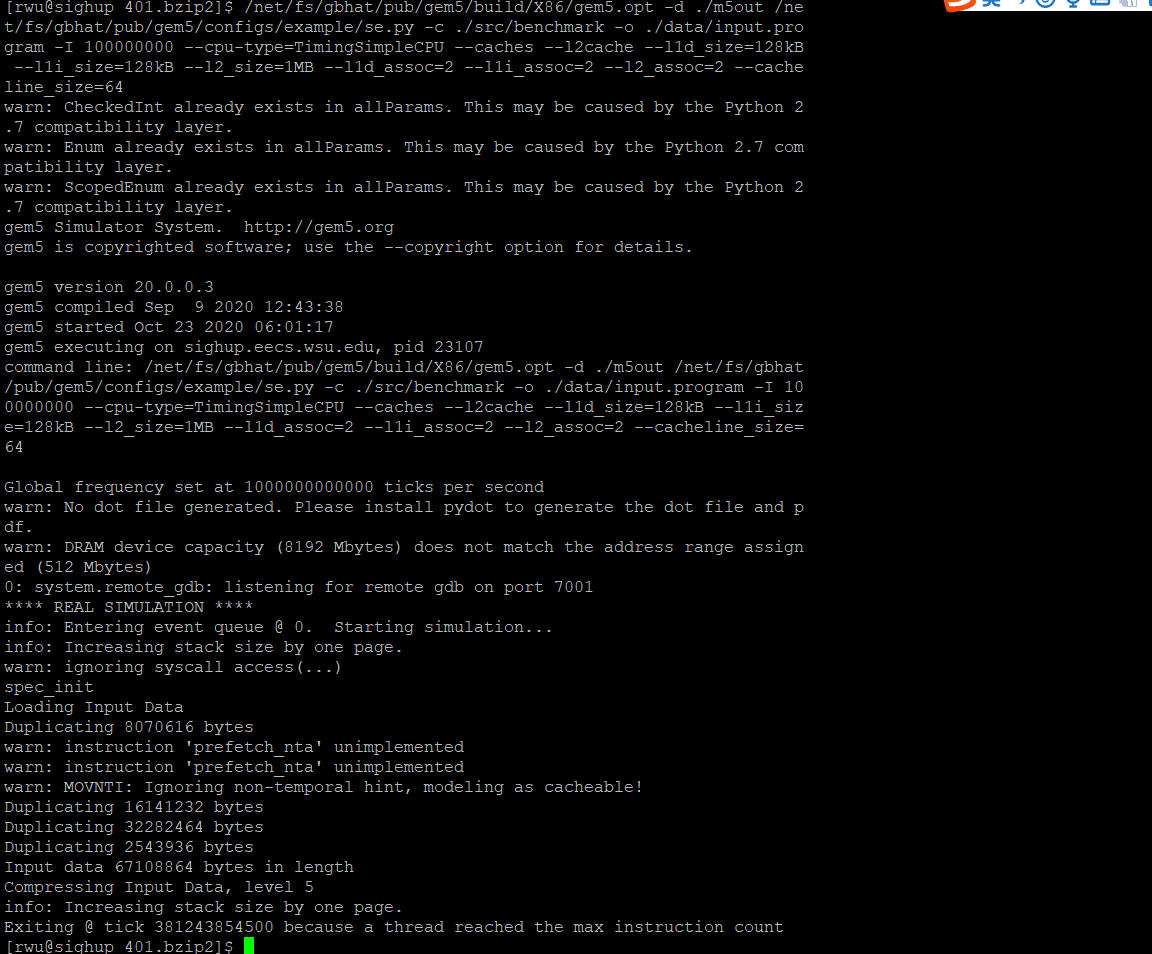 [rwu@sighup 401.bzip2]$ /net/fs/gbhat/pub/gem5/build/X86/gem5.opt -d ./m5out /ne
t/fs/gbhat/pub/gem5/configs/example/se.py -c ./src/benchmark -o ./data/input.pro
gram -I 100000000 --cpu-type=TimingSimpleCPU --caches --l2cache --l1d_size=128kB
 --l1i_size=128kB --l2_size=1MB --l1d_assoc=2 --l1i_assoc=2 --l2_assoc=2 --cache
line_size=64
warn: CheckedInt already exists in allParams. This may be caused by the Python 2
.7 compatibility layer.
warn: Enum already exists in allParams. This may be caused by the Python 2.7 com
patibility layer.
warn: ScopedEnum already exists in allParams. This may be caused by the Python 2
.7 compatibility layer.
gem5 Simulator System.  http://gem5.org
gem5 is copyrighted software; use the --copyright option for details.

gem5 version 20.0.0.3
gem5 compiled Sep  9 2020 12:43:38
gem5 started Oct 23 2020 06:01:17
gem5 executing on sighup.eecs.wsu.edu, pid 23107
command line: /net/fs/gbhat/pub/gem5/build/X86/gem5.opt -d ./m5out /net/fs/gbhat
/pub/gem5/configs/example/se.py -c ./src/benchmark -o ./data/input.program -I 10
0000000 --cpu-type=TimingSimpleCPU --caches --l2cache --l1d_size=128kB --l1i_siz
e=128kB --l2_size=1MB --l1d_assoc=2 --l1i_assoc=2 --l2_assoc=2 --cacheline_size=
64

Global frequency set at 1000000000000 ticks per second
warn: No dot file generated. Please install pydot to generate the dot file and p
df.
warn: DRAM device capacity (8192 Mbytes) does not match the address range assign
ed (512 Mbytes)
0: system.remote_gdb: listening for remote gdb on port 7001
**** REAL SIMULATION ****
info: Entering event queue @ 0.  Starting simulation...
info: Increasing stack size by one page.
warn: ignoring syscall access(...)
spec_init
Loading Input Data
Duplicating 8070616 bytes
warn: instruction 'prefetch_nta' unimplemented
warn: instruction 'prefetch_nta' unimplemented
warn: MOVNTI: Ignoring non-temporal hint, modeling as cacheable!
Duplicating 16141232 bytes
Duplicating 32282464 bytes
Duplicating 2543936 bytes
Input data 67108864 bytes in length
Compressing Input Data, level 5
info: Increasing stack size by one page.
Exiting @ tick 381243854500 because a thread reached the max instruction count
[rwu@sighup 401.bzip2]$